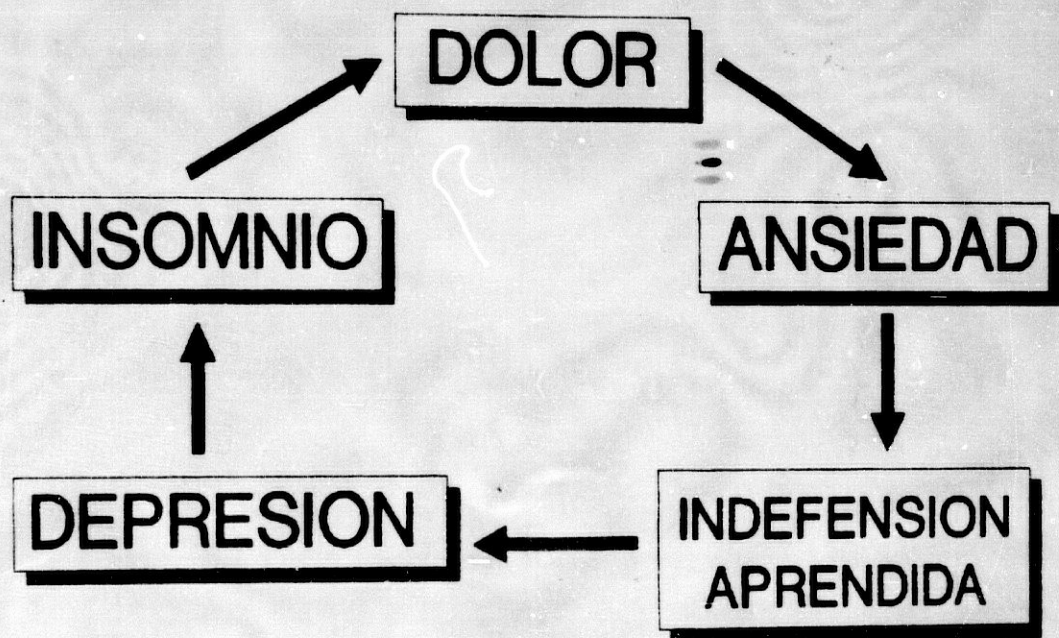 DOLOR
INSOMNIO
ANSIEDAD
DEPRESION
INDEFENSION
APRENDIDA